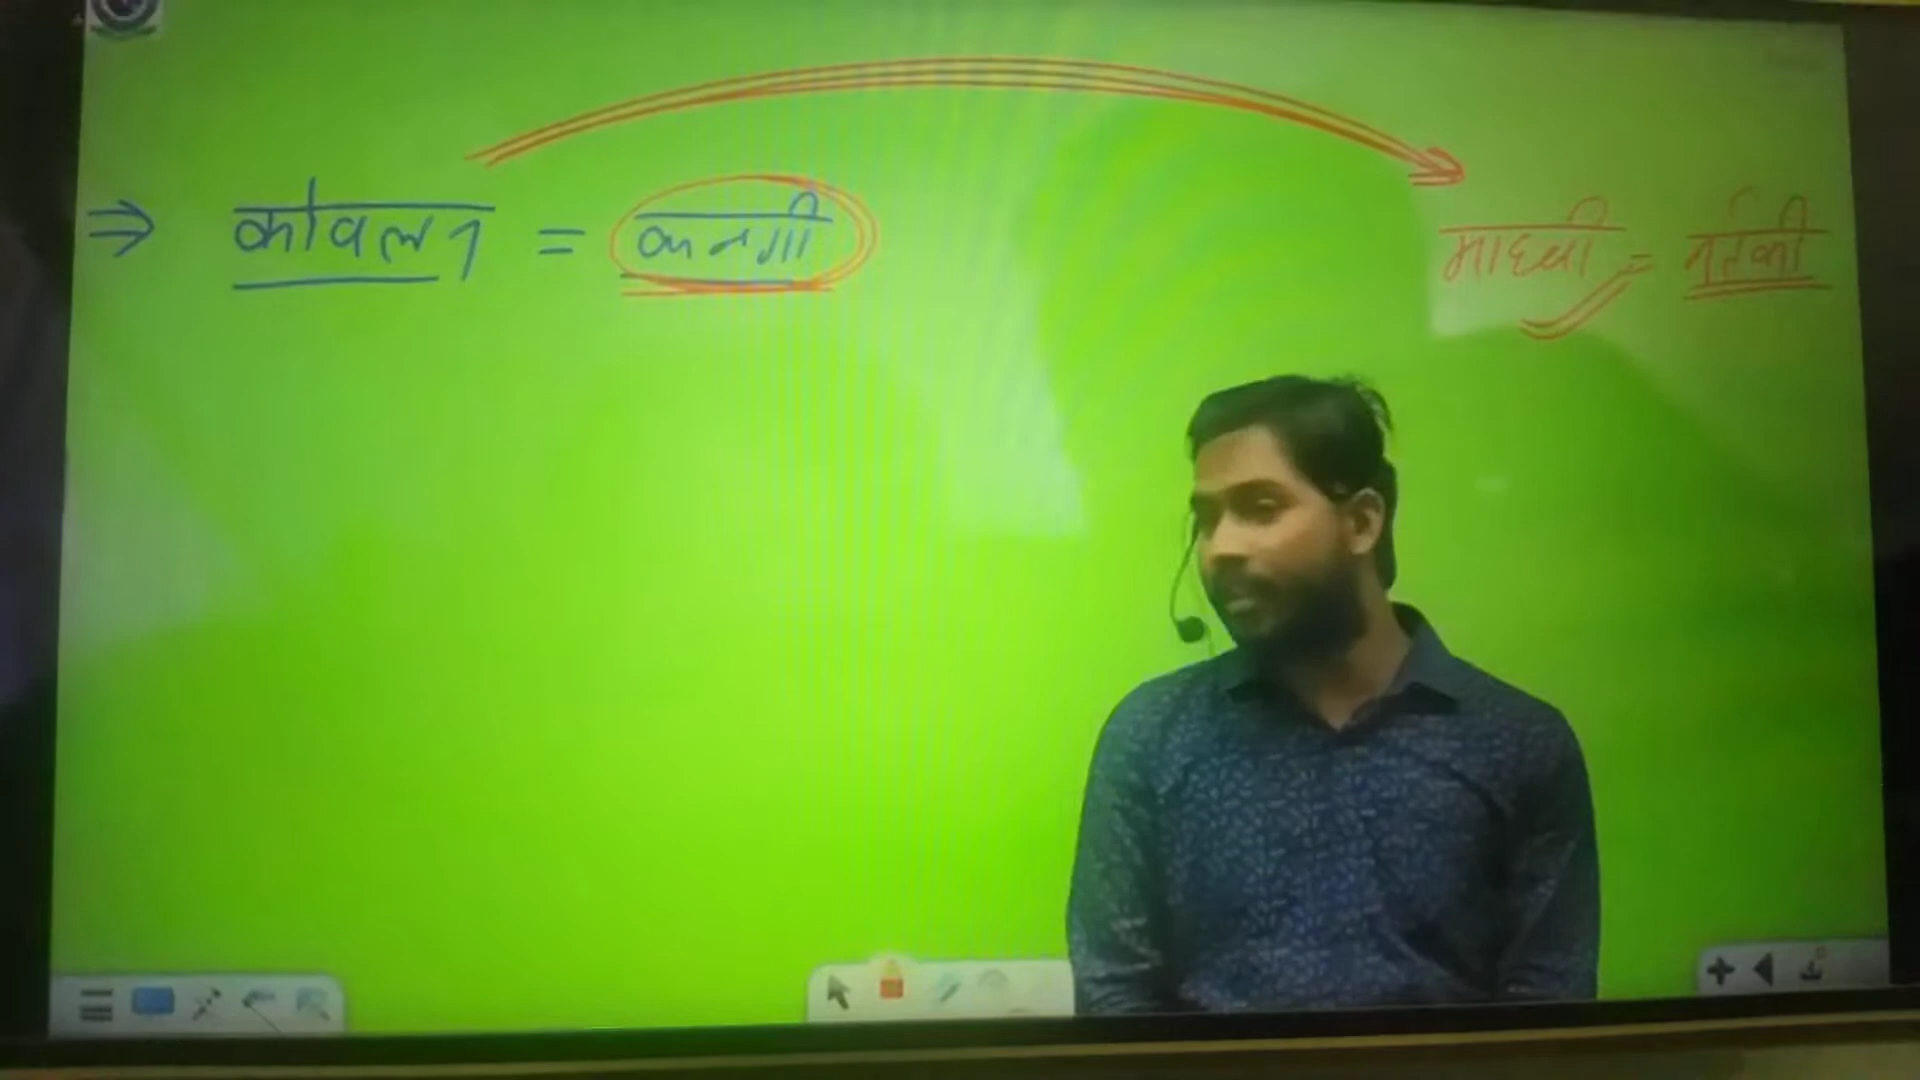 ⇒ कोवलन = कन्नगी
माधवी = नर्तकी